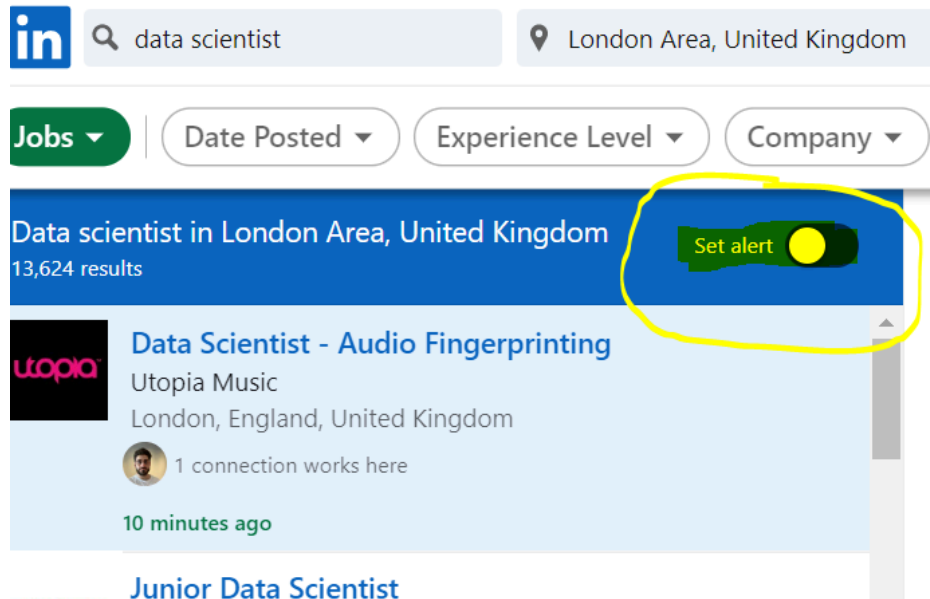 in data scientist London Area, United Kingdom
Jobs Date Posted Experience Level Company
Data scientist in London Area, United Kingdom
Set alert
13,624 results
utopia
Data Scientist - Audio Fingerprinting
Utopia Music
London, England, United Kingdom
1 connection works here
10 minutes ago
Junior Data Scientist